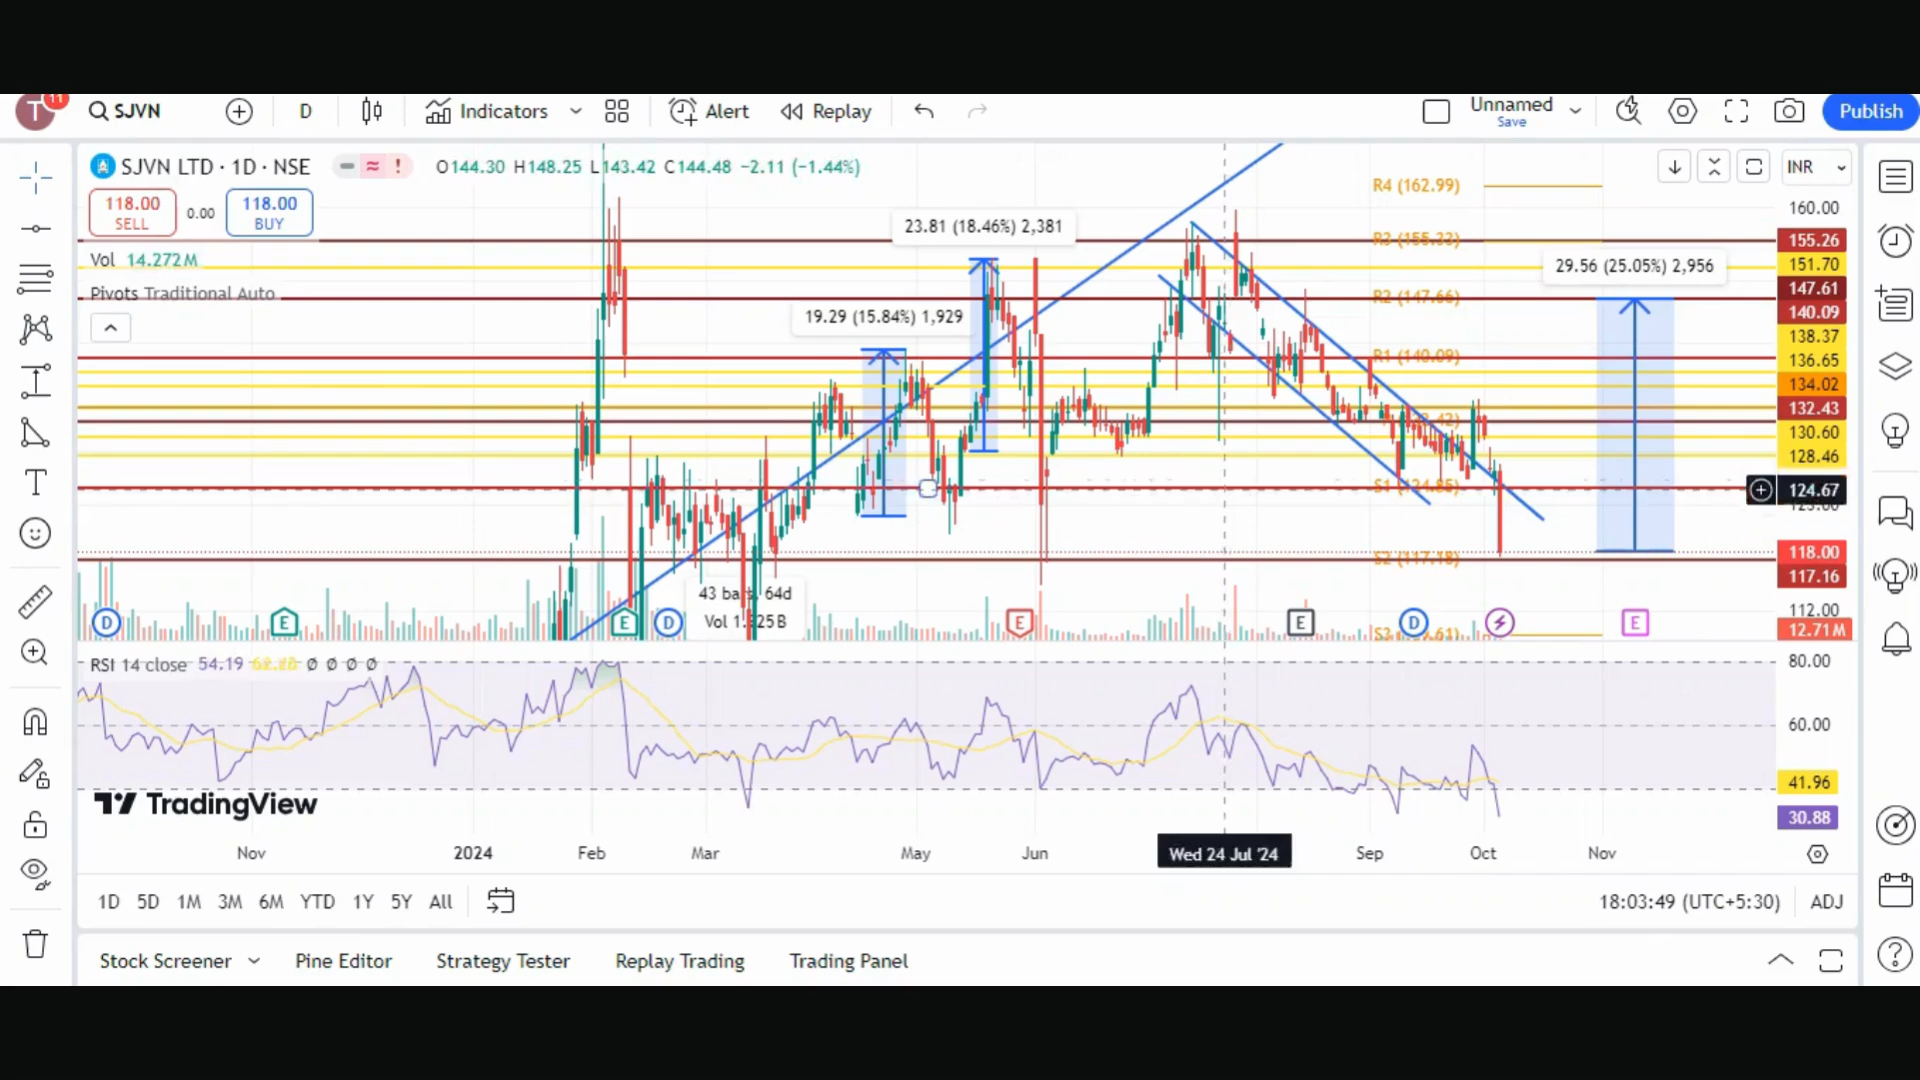 T 11 SJVN D Indicators Alert Replay Unnamed Save Publish
SJVN LTD · 1D · NSE O144.30 H148.25 L143.42 C144.48 −2.11 (−1.44%)
INR
118.00 SELL 0.00 118.00 BUY
Vol 14.272M
Pivots Traditional Auto
23.81 (18.46%) 2,381
19.29 (15.84%) 1,929
29.56 (25.05%) 2,956
R4 (162.99)
R3 (155.23)
R2 (147.66)
R1 (140.09)
S1 (124.85)
S2 (117.18)
160.00
155.26
151.70
147.61
140.09
138.37
136.65
134.02
132.43
130.60
128.46
124.67
118.00
117.16
112.00
12.71M
64d
D E E D E E D E
RSI 14 close 54.19 Ø Ø Ø Ø
80.00
60.00
41.96
30.88
TradingView
Nov 2024 Feb Mar May Jun Wed 24 Jul '24 Sep Oct Nov
1D 5D 1M 3M 6M YTD 1Y 5Y All 18:03:49 (UTC+5:30) ADJ
Stock Screener Pine Editor Strategy Tester Replay Trading Trading Panel